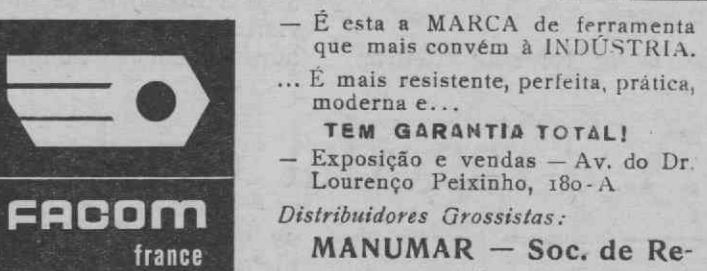 — É esta a MARCA de ferramenta
que mais convém à INDÚSTRIA.
... É mais resistente, perfeita, prática,
moderna e...
TEM GARANTIA TOTAL!
— Exposição e vendas — Av. do Dr.
Lourenço Peixinho, 180-A
Distribuidores Grossistas:
MANUMAR — Soc. de Re-
FACOM
france